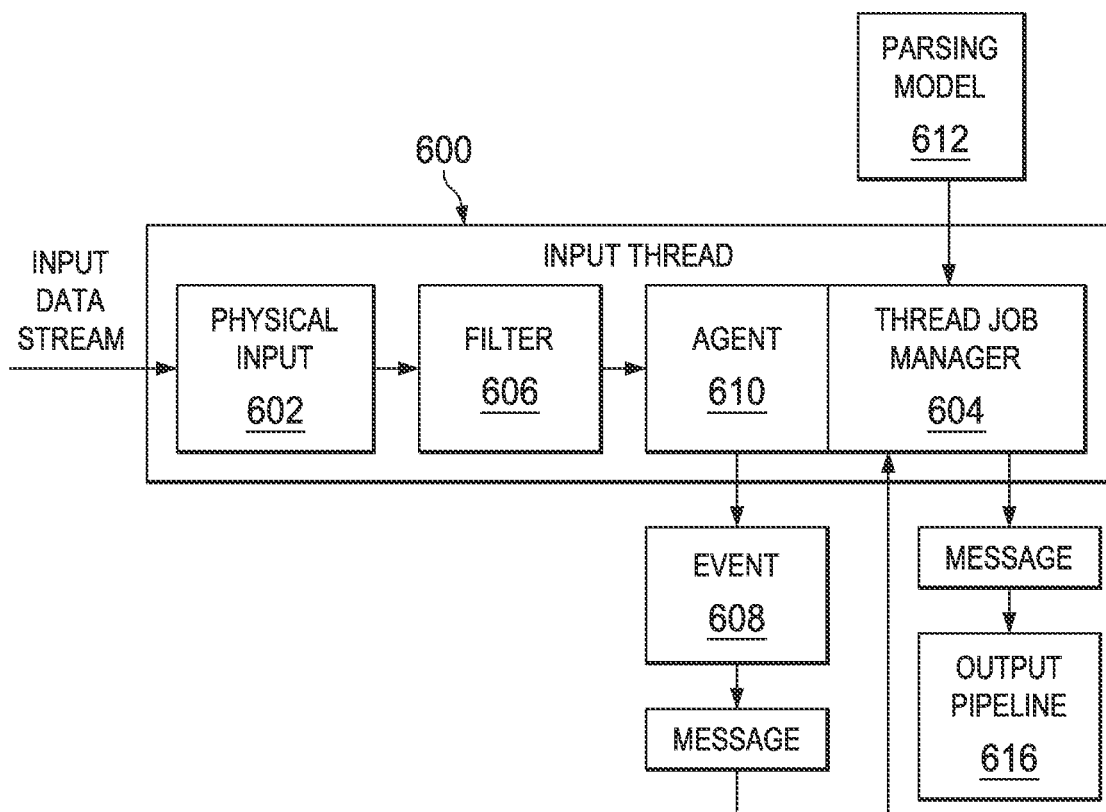 PARSING
MODEL
612
600
INPUT THREAD
INPUT
DATA
STREAM
PHYSICAL
INPUT
602
FILTER
606
AGENT
610
THREAD JOB
MANAGER
604
EVENT
608
MESSAGE
MESSAGE
OUTPUT
PIPELINE
616